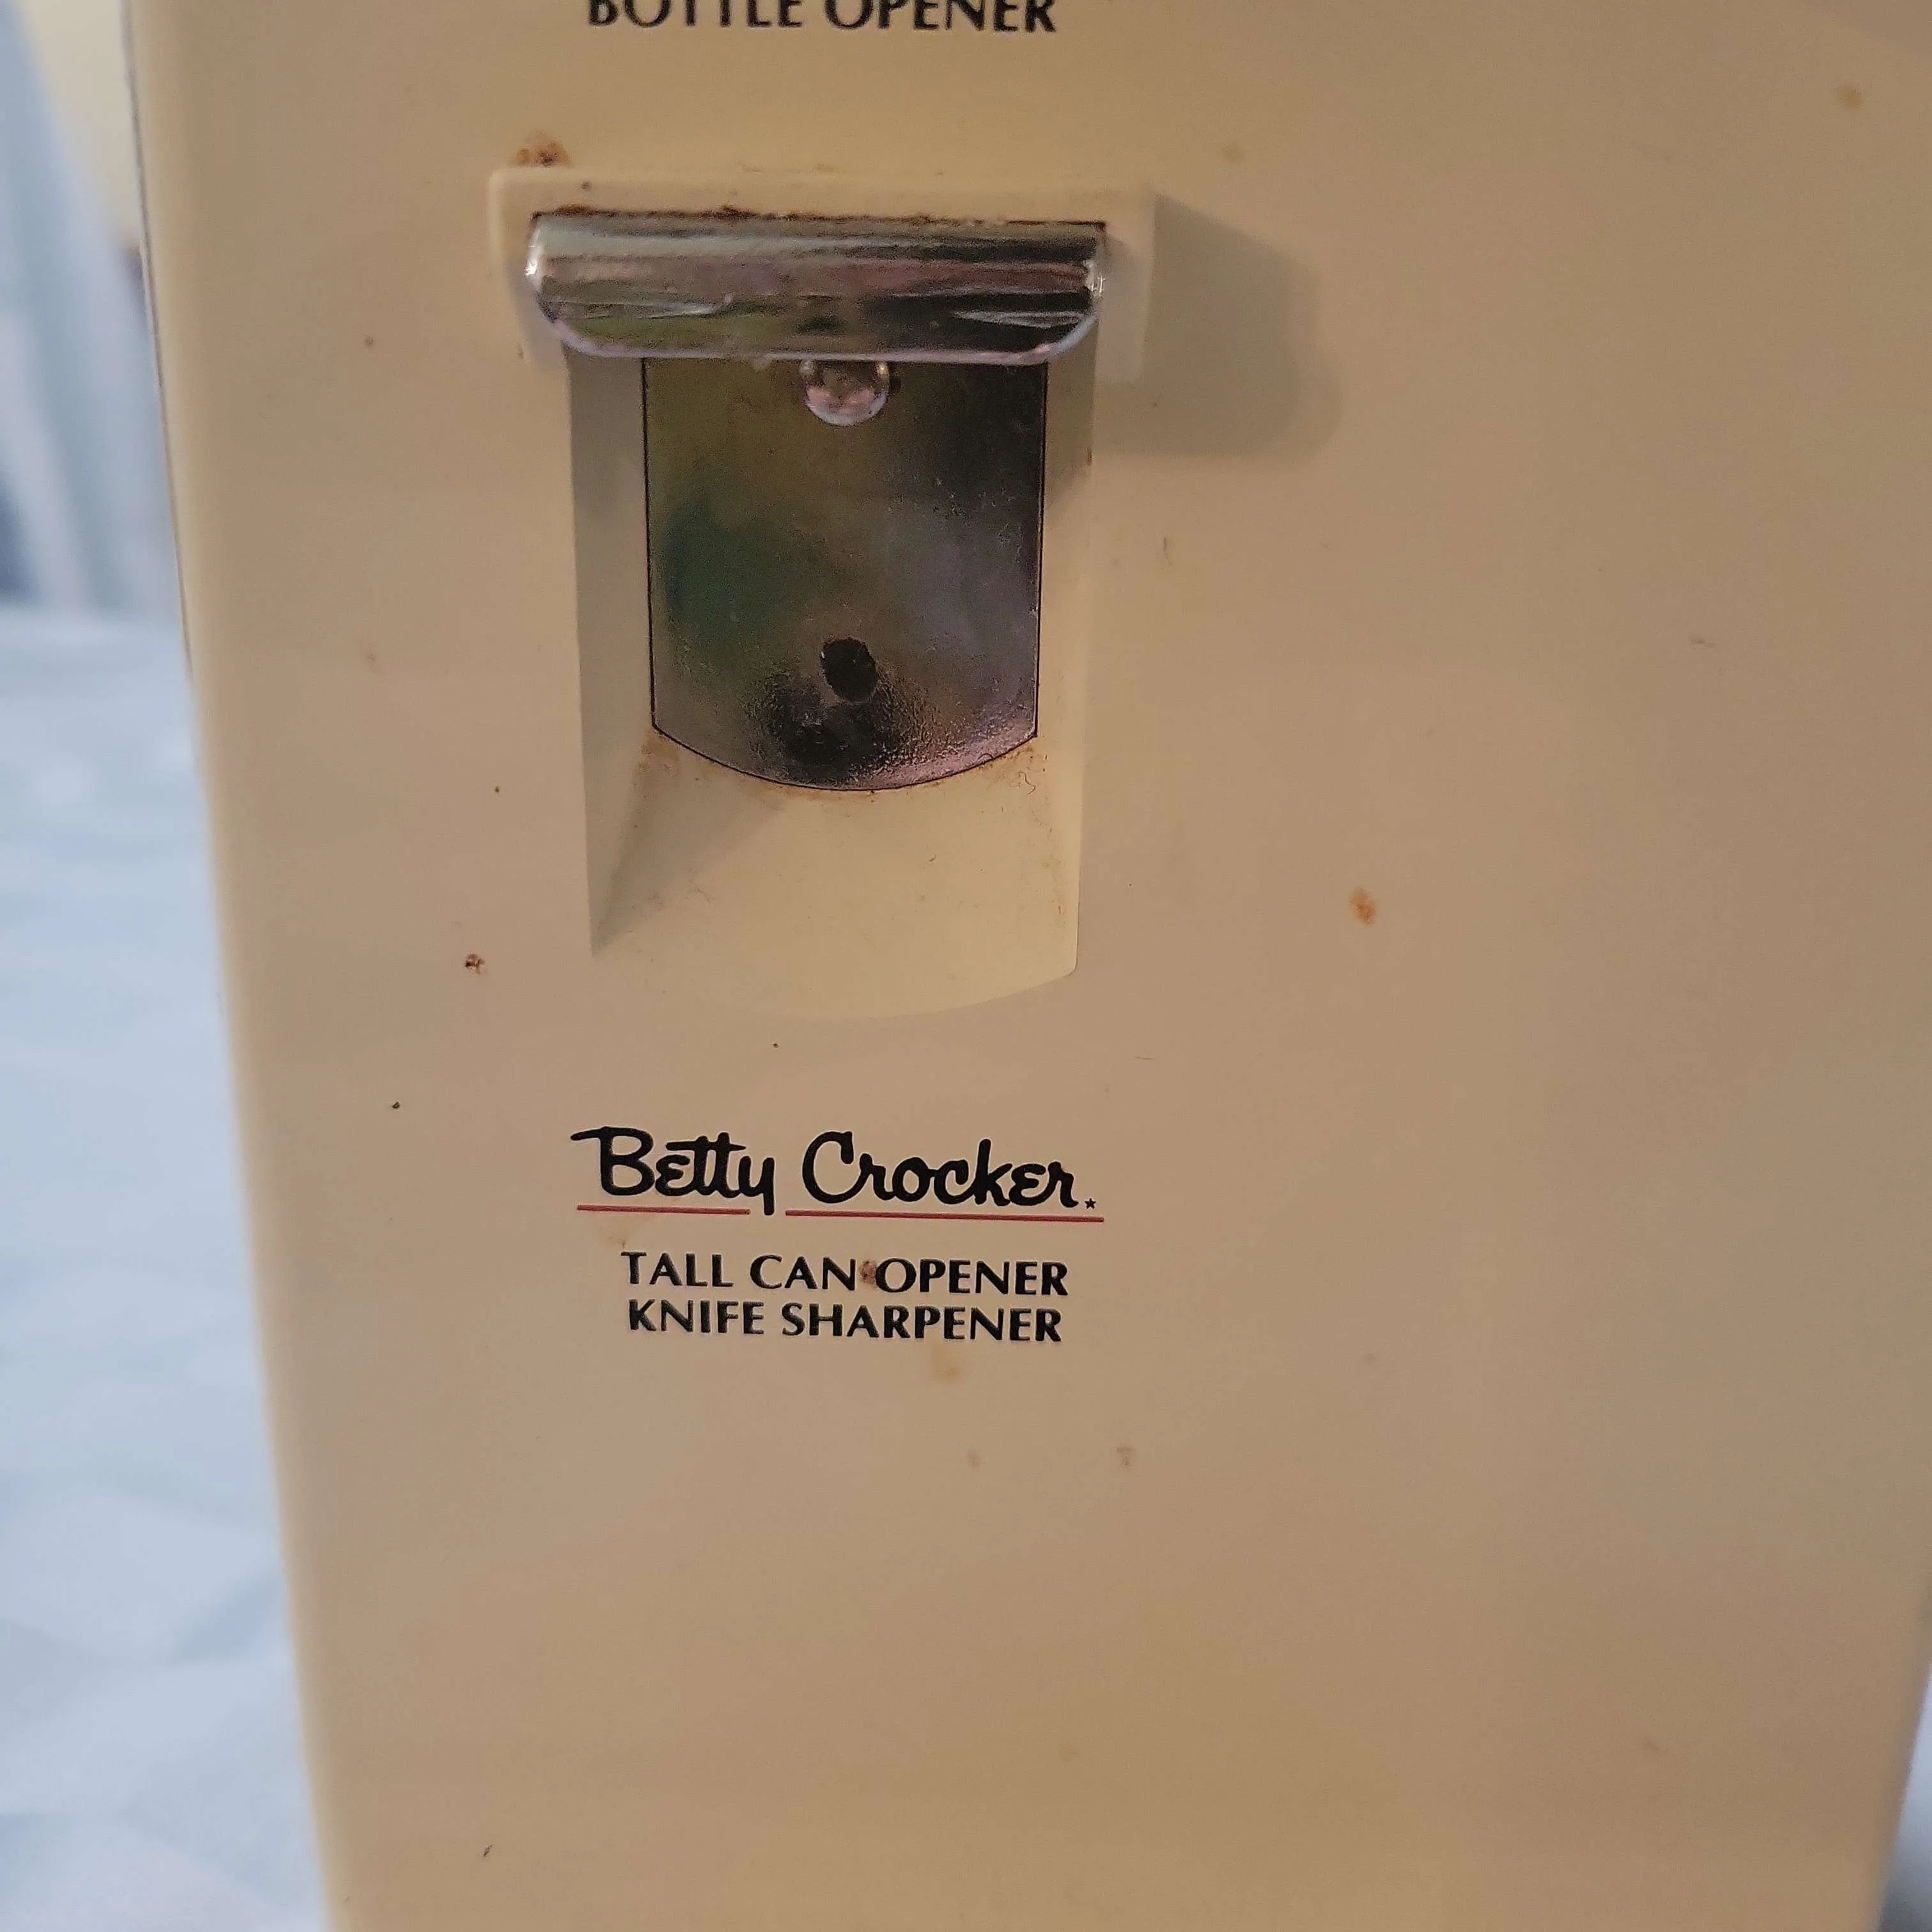 BOTTLE OPENER
Betty Crocker.*
TALL CAN OPENER
KNIFE SHARPENER